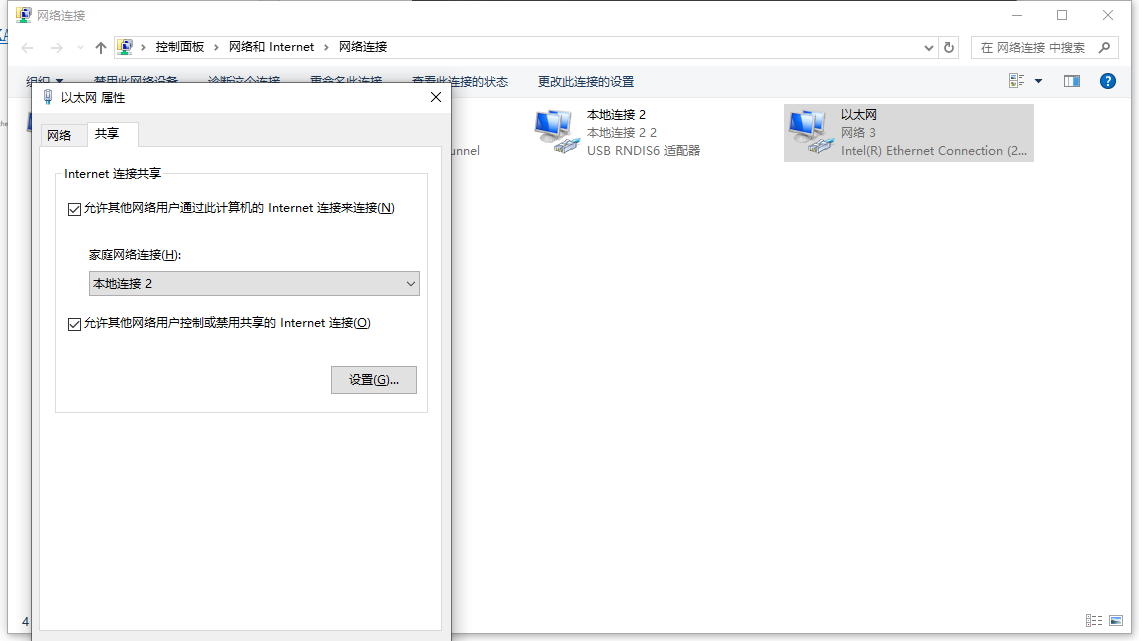 网络连接
控制面板 › 网络和 Internet › 网络连接
在 网络连接 中搜索
组织 禁用此网络设备 诊断这个连接 重命名此连接 查看此连接的状态 更改此连接的设置
以太网 属性
网络 共享
Internet 连接共享
允许其他网络用户通过此计算机的 Internet 连接来连接(N)
家庭网络连接(H):
本地连接 2
允许其他网络用户控制或禁用共享的 Internet 连接(O)
设置(G)...
unnel
本地连接 2
本地连接 2 2
USB RNDIS6 适配器
以太网
网络 3
Intel(R) Ethernet Connection (2...
4